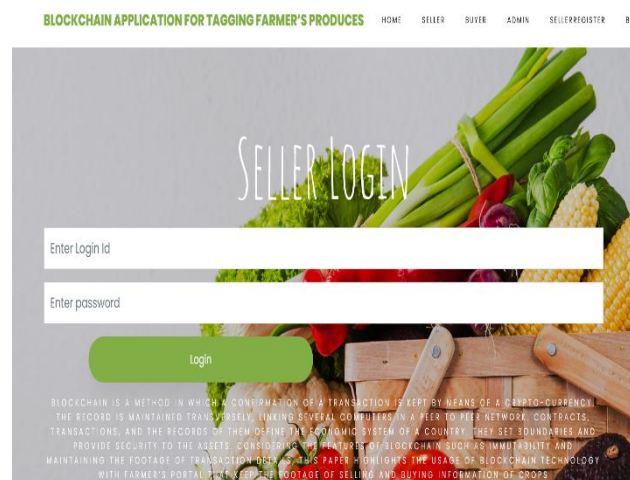 BLOCKCHAIN APPLICATION FOR TAGGING FARMER'S PRODUCES HOME SELLER BUYER ADMIN SELLERREGISTER B
SELLER LOGIN
Enter Login Id
Enter password
Login
BLOCKCHAIN IS A METHOD IN WHICH A CONFIRMATION OF A TRANSACTION IS KEPT BY MEANS OF A CRYPTO-CURRENCY.
THE RECORD IS MAINTAINED TRANSVERSELY, LINKING SEVERAL COMPUTERS IN A PEER TO PEER NETWORK. CONTRACTS,
TRANSACTIONS, AND THE RECORDS OF THEM DEFINE THE ECONOMIC SYSTEM OF A COUNTRY. THEY SET BOUNDARIES AND
PROVIDE SECURITY TO THE ASSETS. CONSIDERING THE FEATURES OF BLOCKCHAIN SUCH AS IMMUTABILITY AND
MAINTAINING THE FOOTAGE OF TRANSACTION DETAILS, THIS PAPER HIGHLIGHTS THE USAGE OF BLOCKCHAIN TECHNOLOGY
WITH FARMER'S PORTAL THAT KEEP THE FOOTAGE OF SELLING AND BUYING INFORMATION OF CROPS